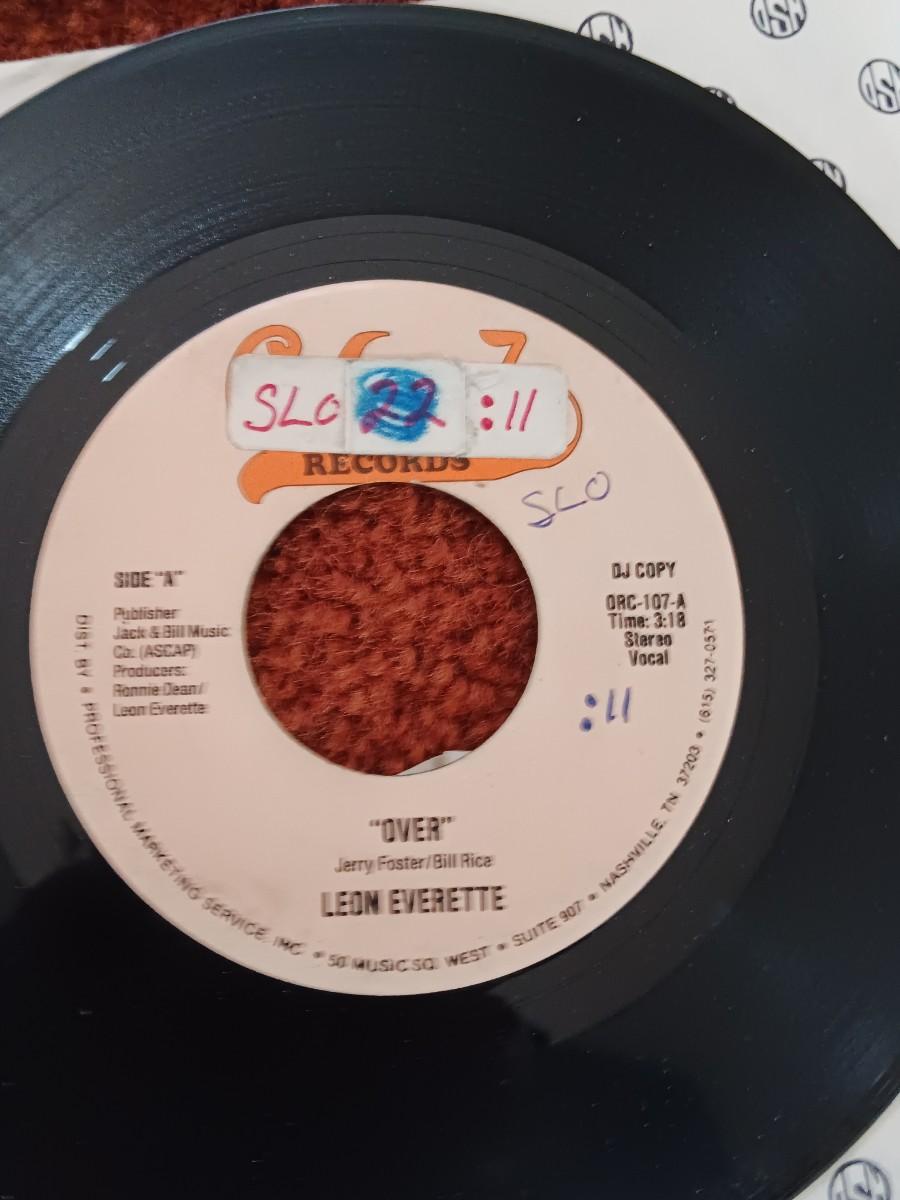 SLO 22 :11
RECORDS
SLO
SIDE "A"
Publisher:
Jack & Bill Music
Co. (ASCAP)
Producers:
Ronnie Dean/
Leon Everette
DJ COPY
ORC-107-A
Time: 3:18
Stereo
Vocal
:11
"OVER"
Jerry Foster/Bill Rice
LEON EVERETTE
DIST. BY • PROFESSIONAL MARKETING SERVICE, INC. • 50 MUSIC SQ. WEST • SUITE 907 • NASHVILLE, TN 37203 • (615) 327-0571